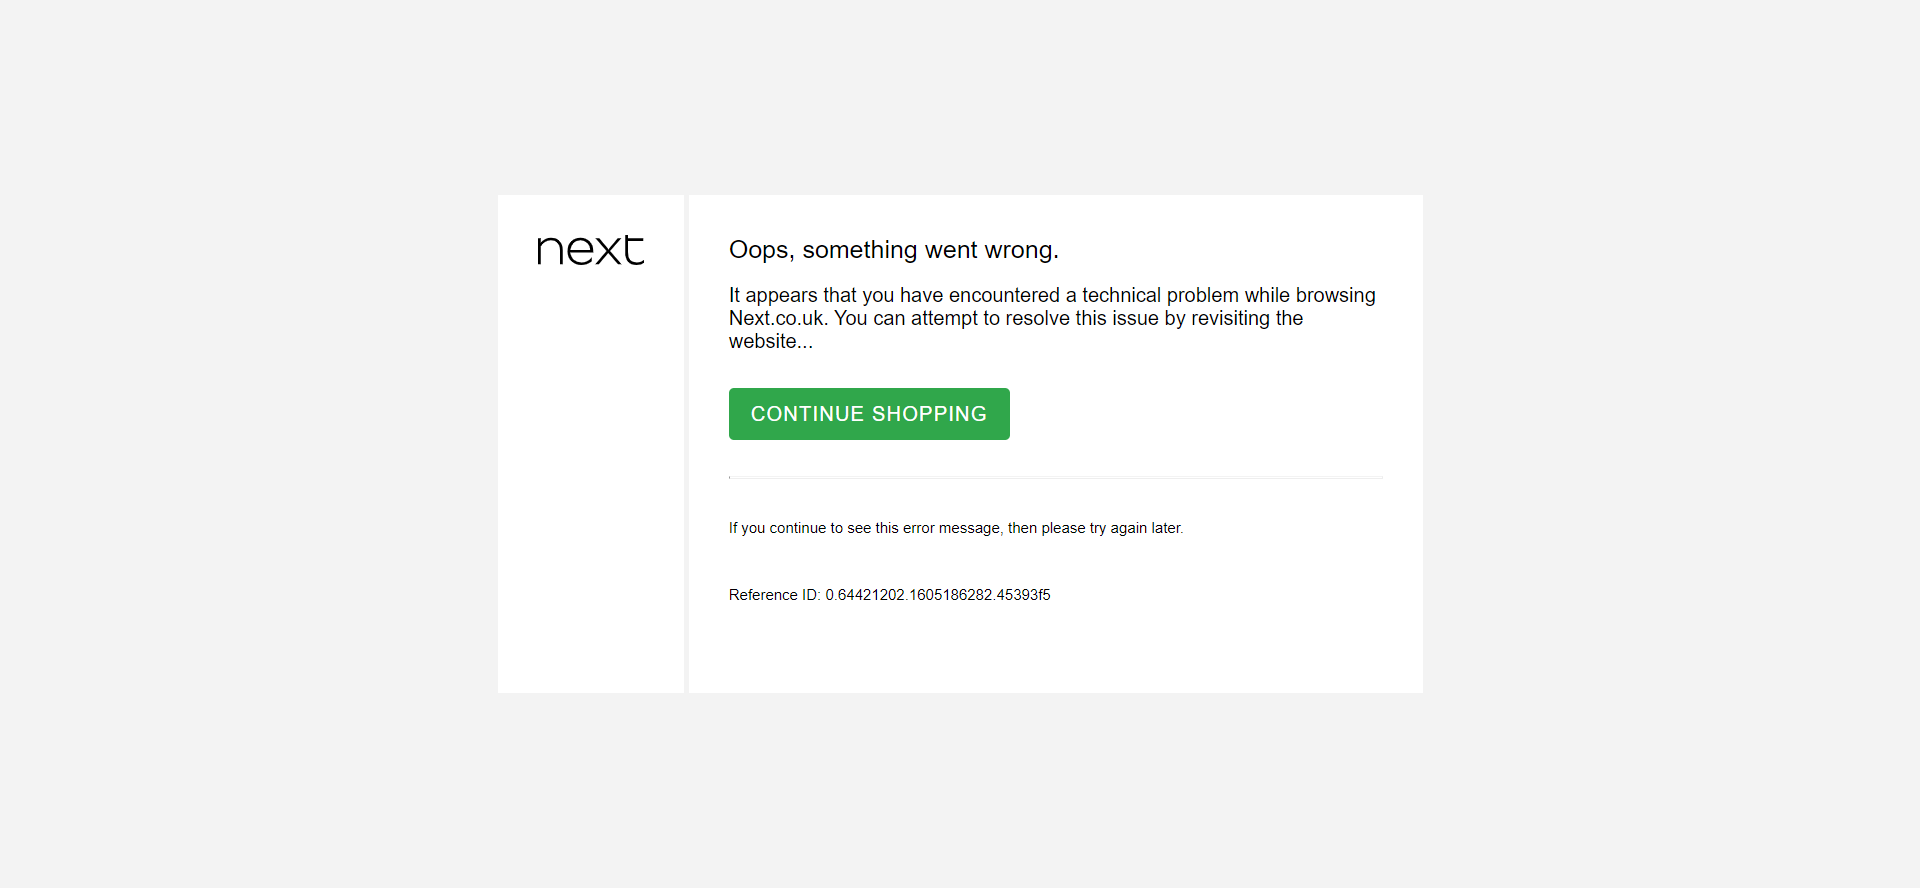 next
Oops, something went wrong.
It appears that you have encountered a technical problem while browsing
Next.co.uk. You can attempt to resolve this issue by revisiting the
website...
CONTINUE SHOPPING
If you continue to see this error message, then please try again later.
Reference ID: 0.64421202.1605186282.45393f5